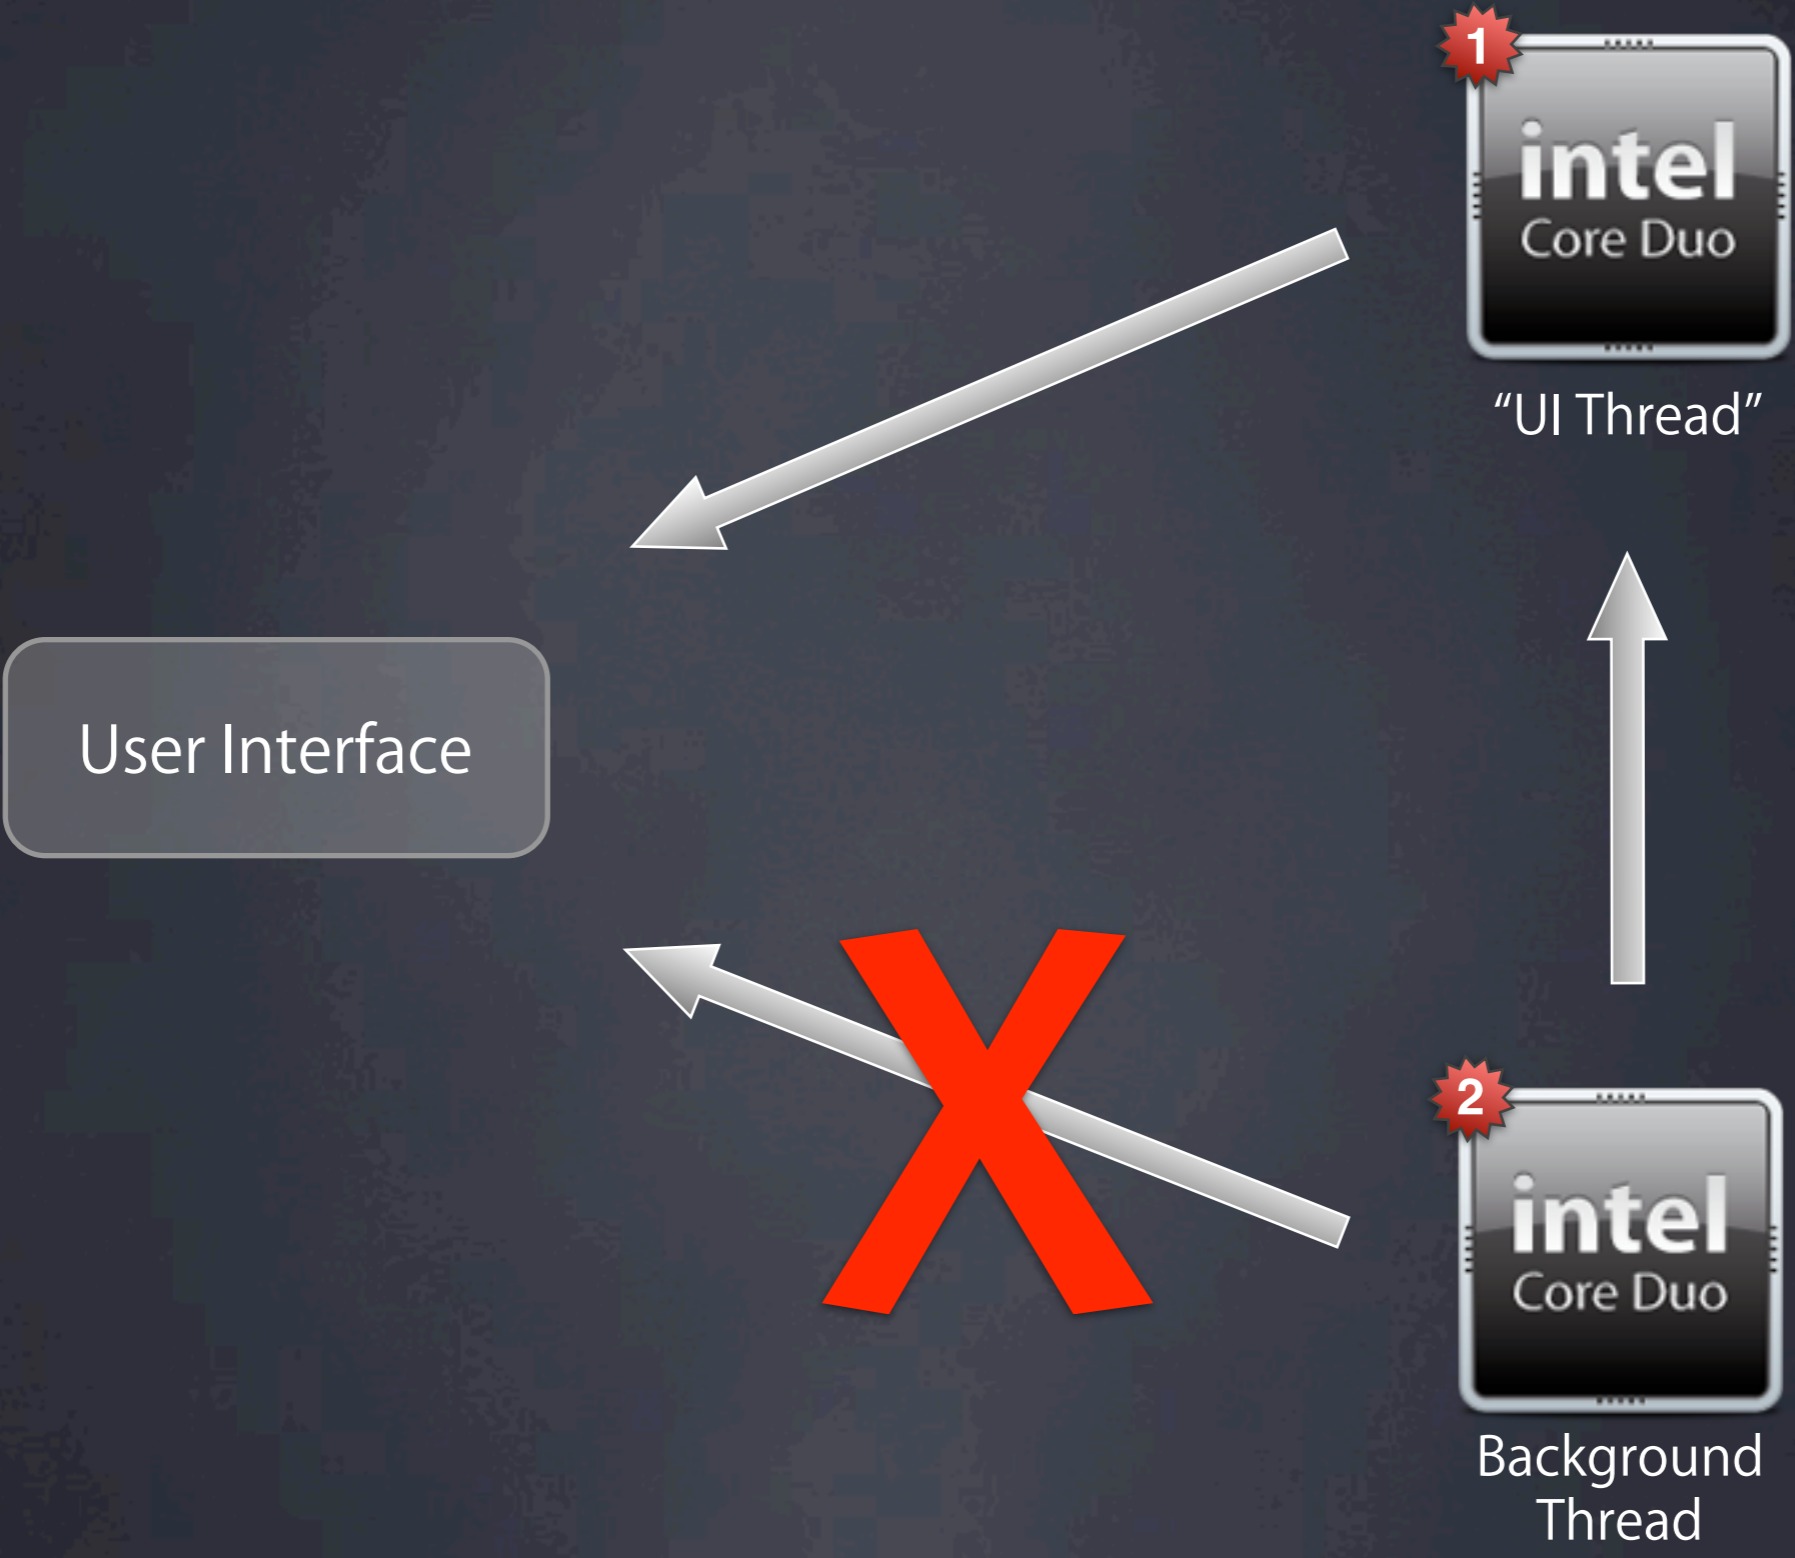 1
intel
Core Duo
“UI Thread”
User Interface
X
2
intel
Core Duo
Background
Thread